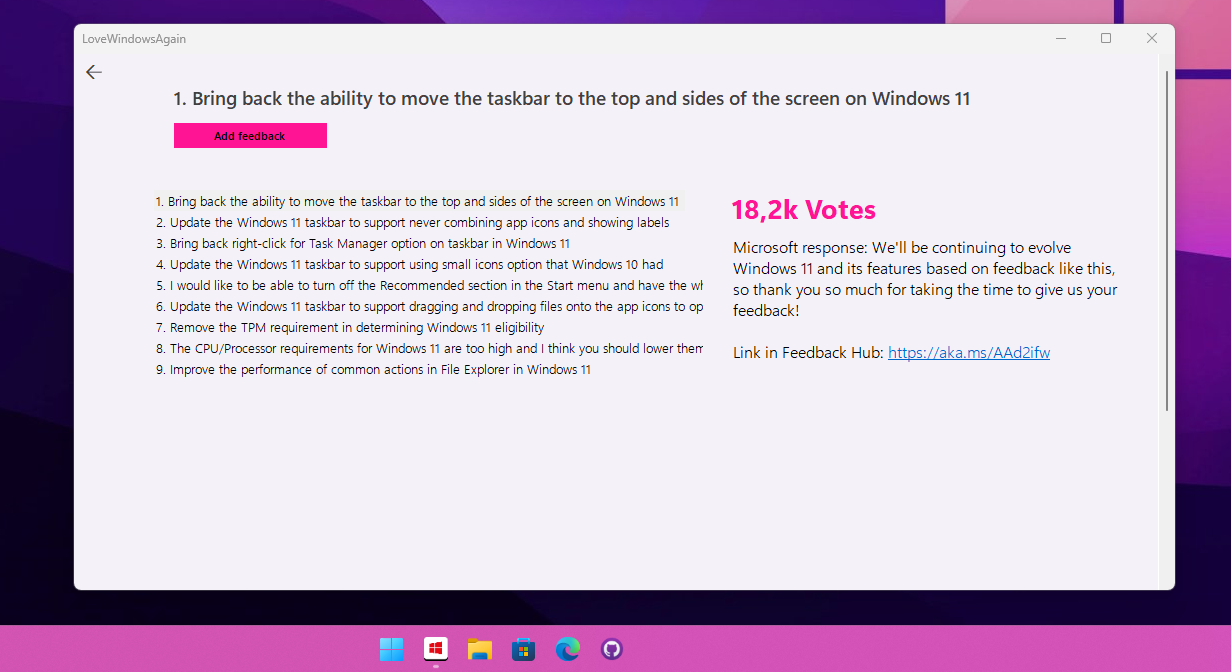 LoveWindowsAgain
1. Bring back the ability to move the taskbar to the top and sides of the screen on Windows 11
Add feedback
1. Bring back the ability to move the taskbar to the top and sides of the screen on Windows 11
2. Update the Windows 11 taskbar to support never combining app icons and showing labels
3. Bring back right-click for Task Manager option on taskbar in Windows 11
4. Update the Windows 11 taskbar to support using small icons option that Windows 10 had
5. I would like to be able to turn off the Recommended section in the Start menu and have the
6. Update the Windows 11 taskbar to support dragging and dropping files onto the app icons to op
7. Remove the TPM requirement in determining Windows 11 eligibility
8. The CPU/Processor requirements for Windows 11 are too high and I think you should lower them
9. Improve the performance of common actions in File Explorer in Windows 11
18,2k Votes
Microsoft response: We'll be continuing to evolve
Windows 11 and its features based on feedback like this,
so thank you so much for taking the time to give us your
feedback!
Link in Feedback Hub: https://aka.ms/AAd2ifw